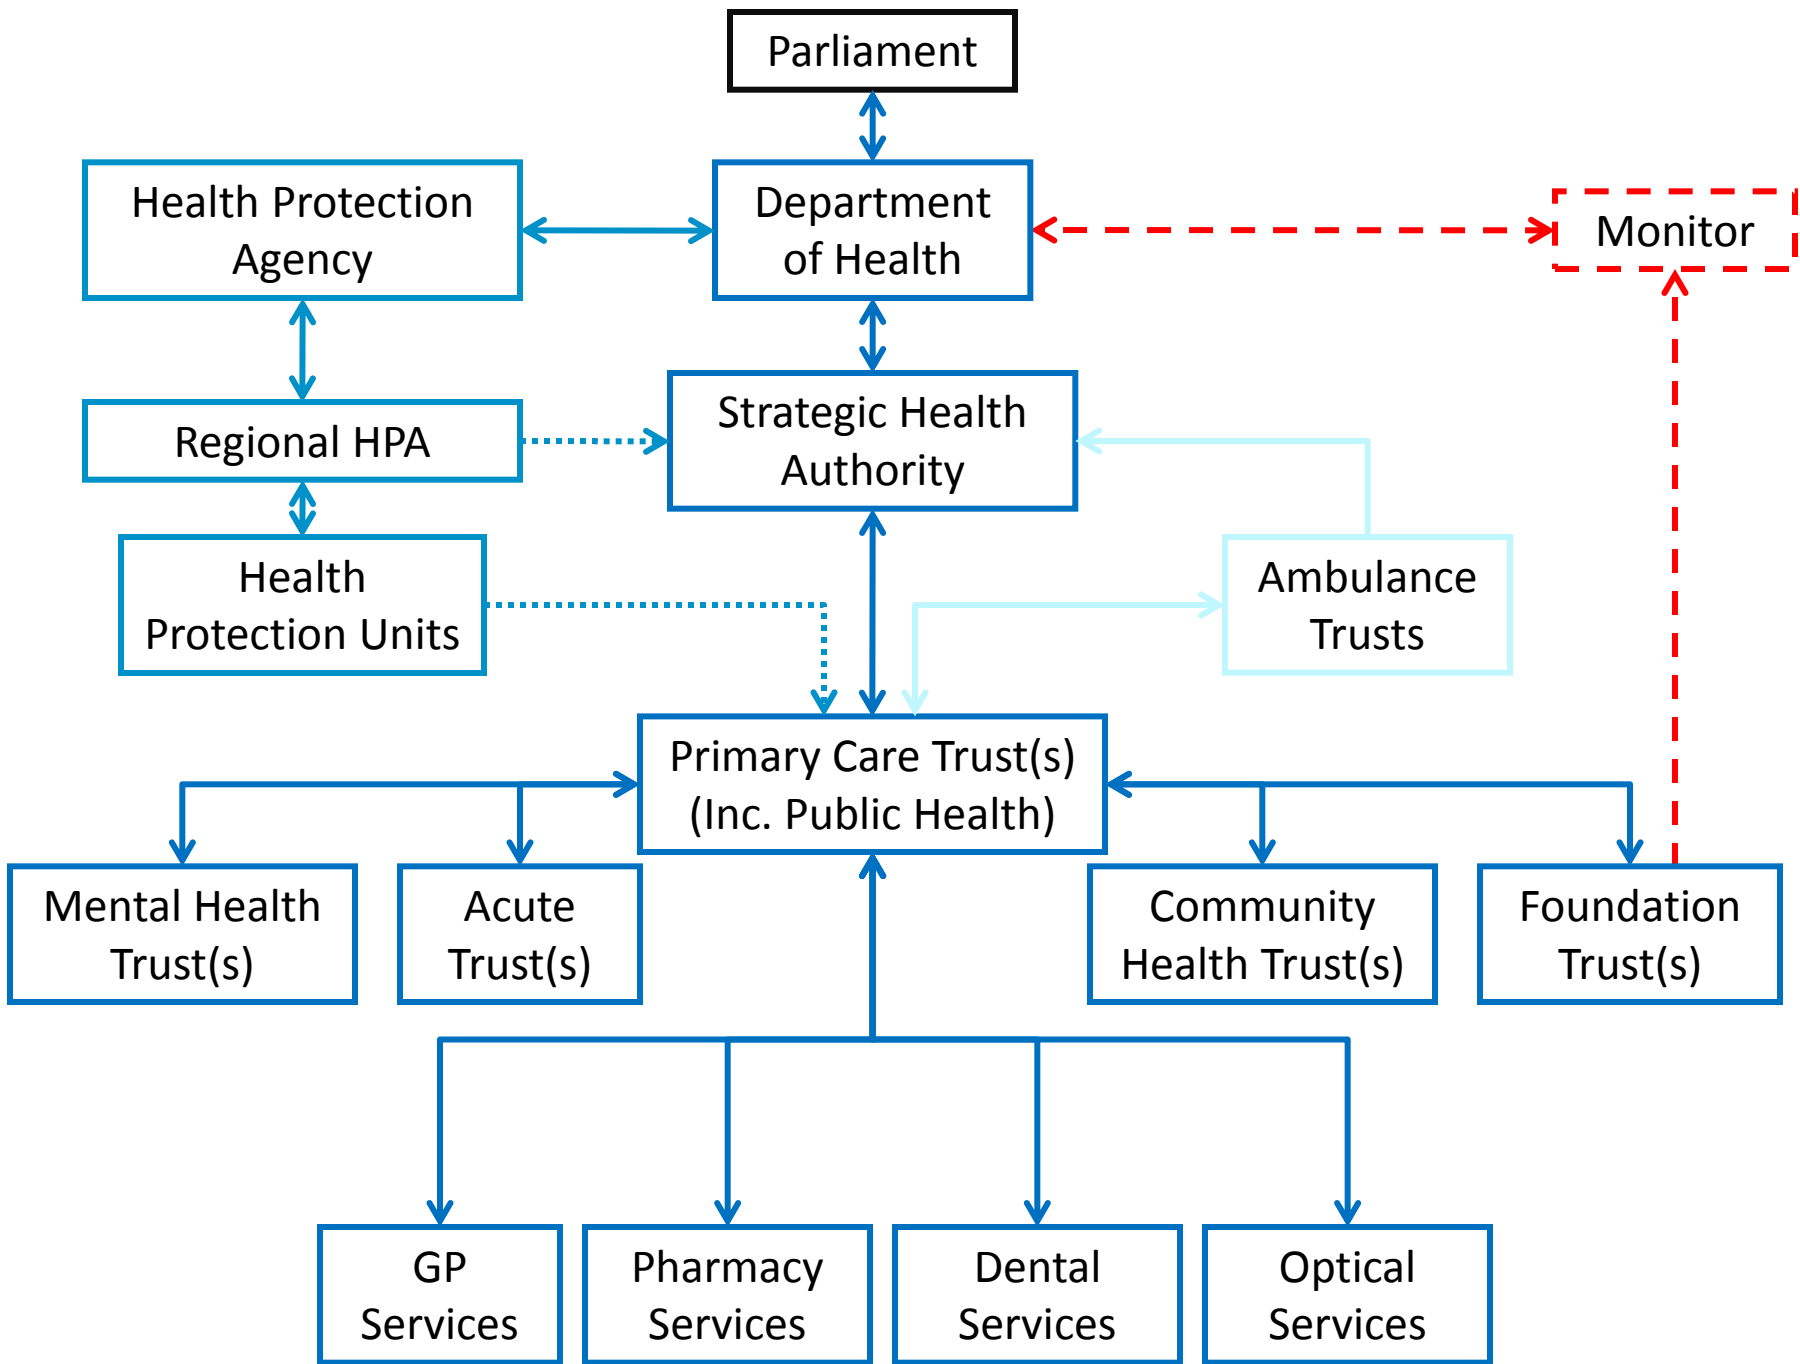 Parliament
Health Protection
Agency
Department
of Health
Monitor
Regional HPA
Strategic Health
Authority
Health
Protection Units
Ambulance
Trusts
Primary Care Trust(s)
(Inc. Public Health)
Mental Health
Trust(s)
Acute
Trust(s)
Community
Health Trust(s)
Foundation
Trust(s)
GP
Services
Pharmacy
Services
Dental
Services
Optical
Services